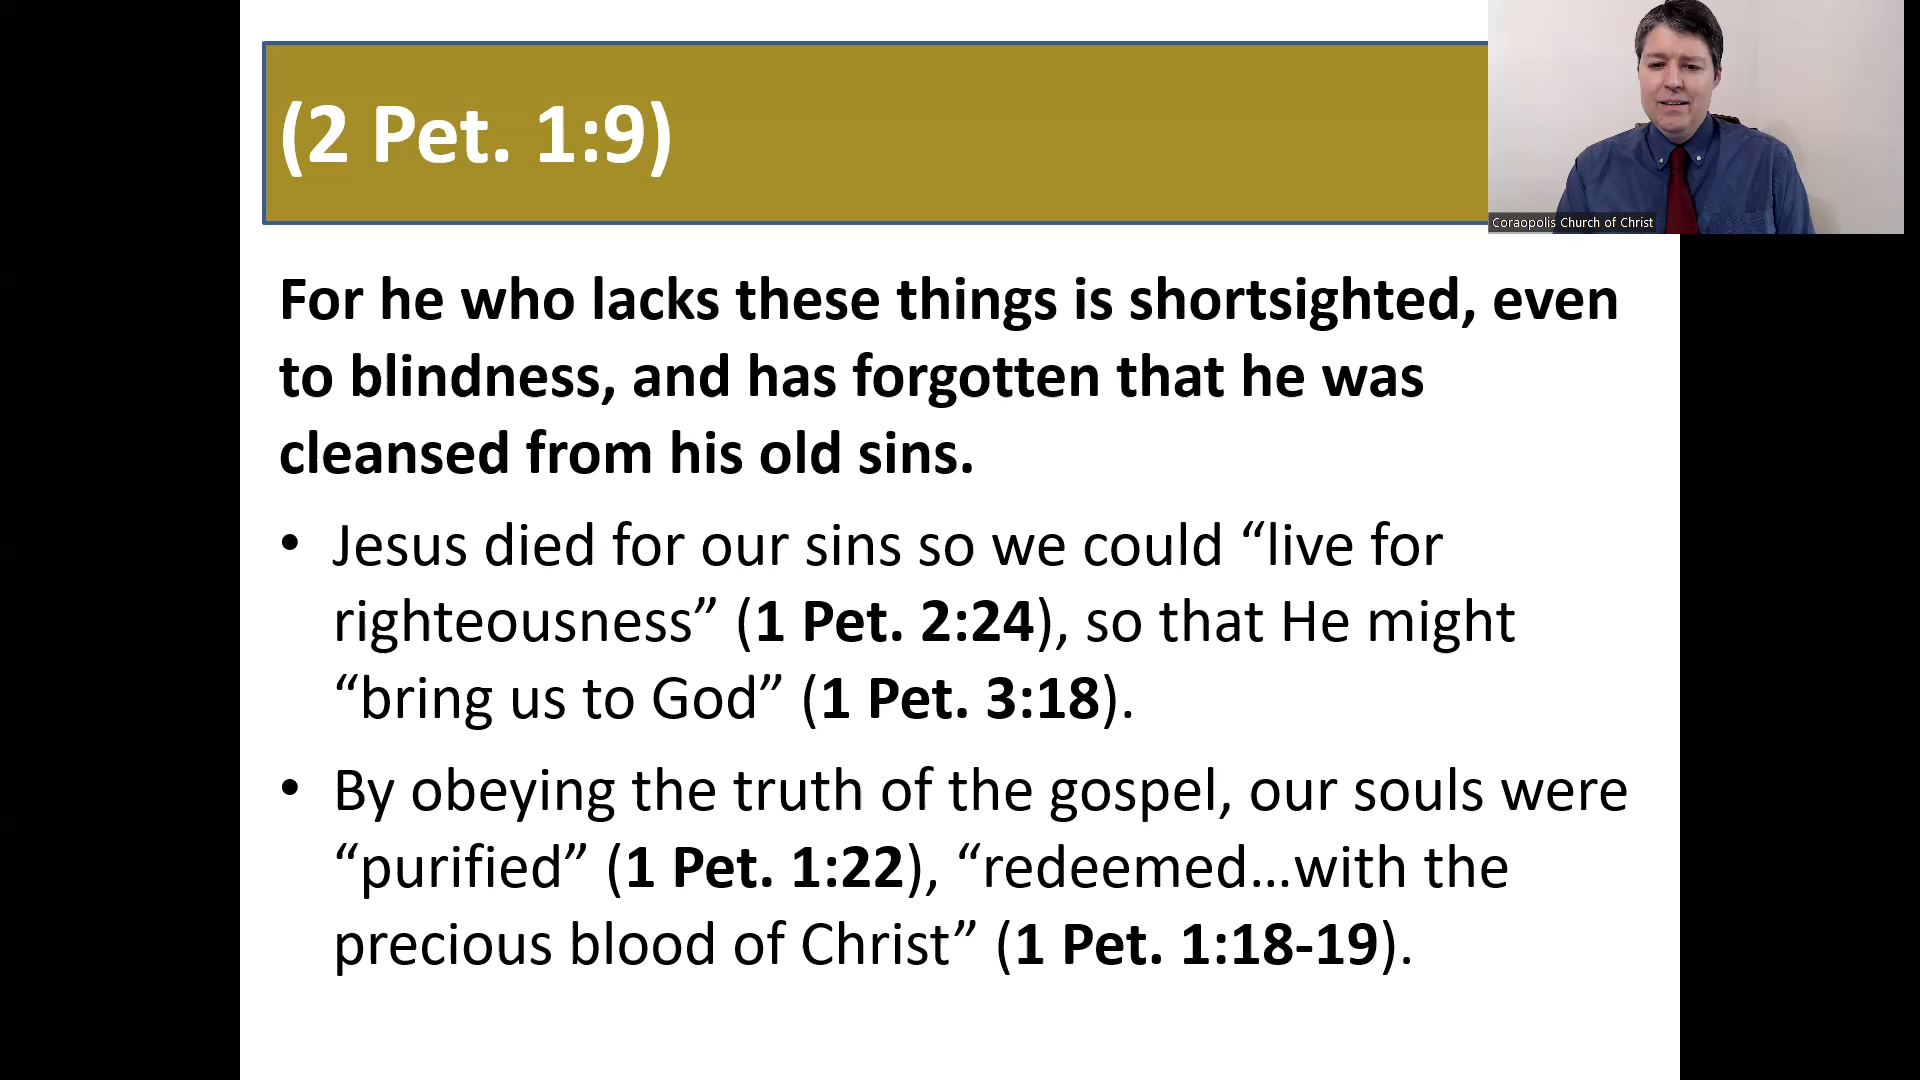 (2 Pet. 1:9)
Coraopolis Church of Christ
For he who lacks these things is shortsighted, even
to blindness, and has forgotten that he was
cleansed from his old sins.
• Jesus died for our sins so we could “live for
righteousness” (1 Pet. 2:24), so that He might
“bring us to God” (1 Pet. 3:18).
• By obeying the truth of the gospel, our souls were
“purified” (1 Pet. 1:22), “redeemed…with the
precious blood of Christ” (1 Pet. 1:18-19).